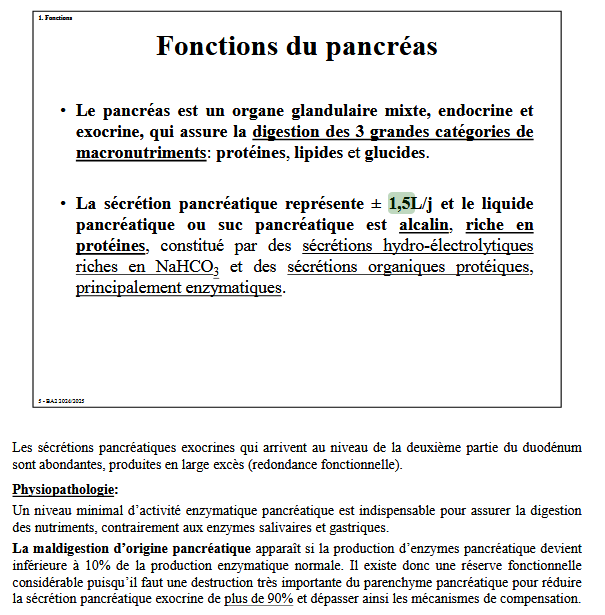 1. Fonctions
Fonctions du pancréas
• Le pancréas est un organe glandulaire mixte, endocrine et
exocrine, qui assure la digestion des 3 grandes catégories de
macronutriments: protéines, lipides et glucides.
• La sécrétion pancréatique représente ± 1,5L/j et le liquide
pancréatique ou suc pancréatique est alcalin, riche en
protéines, constitué par des sécrétions hydro-électrolytiques
riches en NaHCO3 et des sécrétions organiques protéiques,
principalement enzymatiques.
5 - BA2 2024/2025
Les sécrétions pancréatiques exocrines qui arrivent au niveau de la deuxième partie du duodénum
sont abondantes, produites en large excès (redondance fonctionnelle).
Physiopathologie:
Un niveau minimal d’activité enzymatique pancréatique est indispensable pour assurer la digestion
des nutriments, contrairement aux enzymes salivaires et gastriques.
La maldigestion d’origine pancréatique apparaît si la production d’enzymes pancréatique devient
inférieure à 10% de la production enzymatique normale. Il existe donc une réserve fonctionnelle
considérable puisqu’il faut une destruction très importante du parenchyme pancréatique pour réduire
la sécrétion pancréatique exocrine de plus de 90% et dépasser ainsi les mécanismes de compensation.